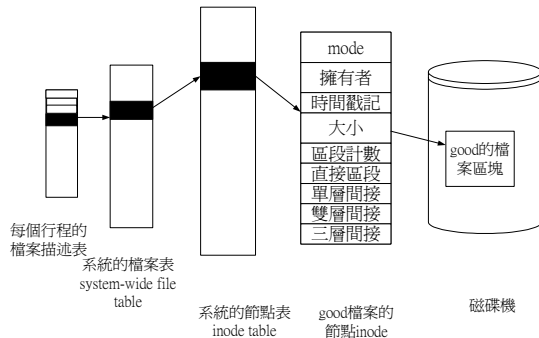 mode
擁有者
時間戳記
大小
區段計數
直接區段
單層間接
雙層間接
三層間接
good的檔
案區塊
每個行程的
檔案描述表
系統的檔案表
system-wide file
table
系統的節點表
inode table
good檔案的
節點inode
磁碟機